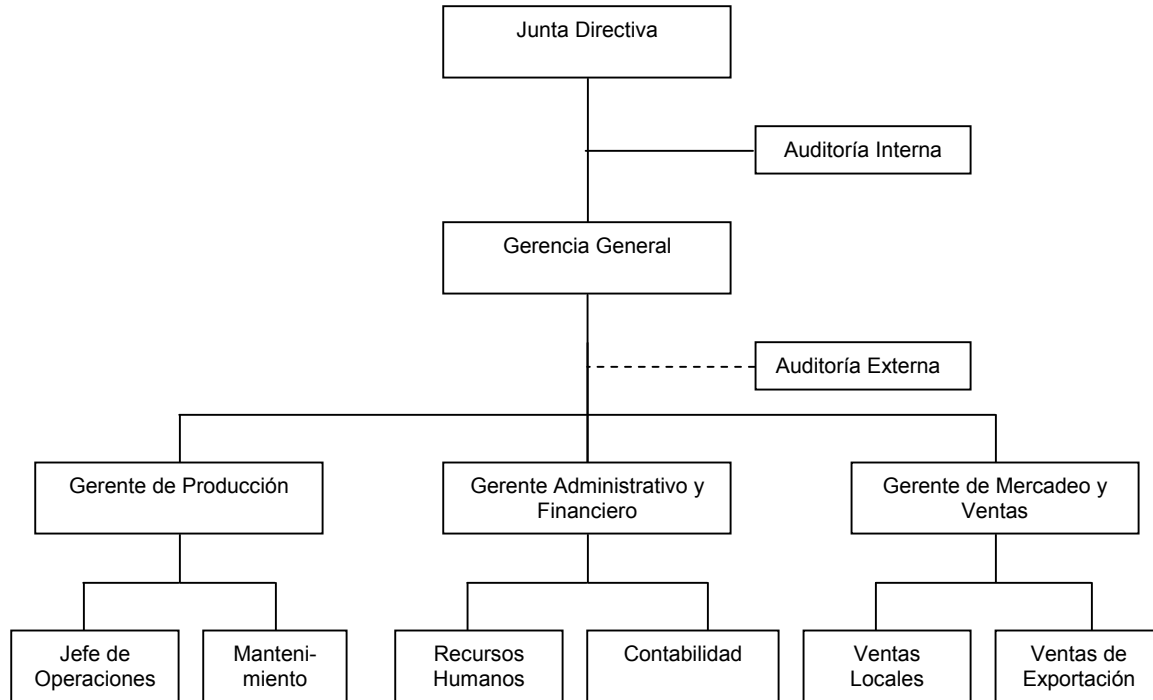 Junta Directiva
Auditoría Interna
Gerencia General
Auditoría Externa
Gerente de Producción
Gerente Administrativo y
Financiero
Gerente de Mercadeo y
Ventas
Jefe de
Operaciones
Manteni-
miento
Recursos
Humanos
Contabilidad
Ventas
Locales
Ventas de
Exportación